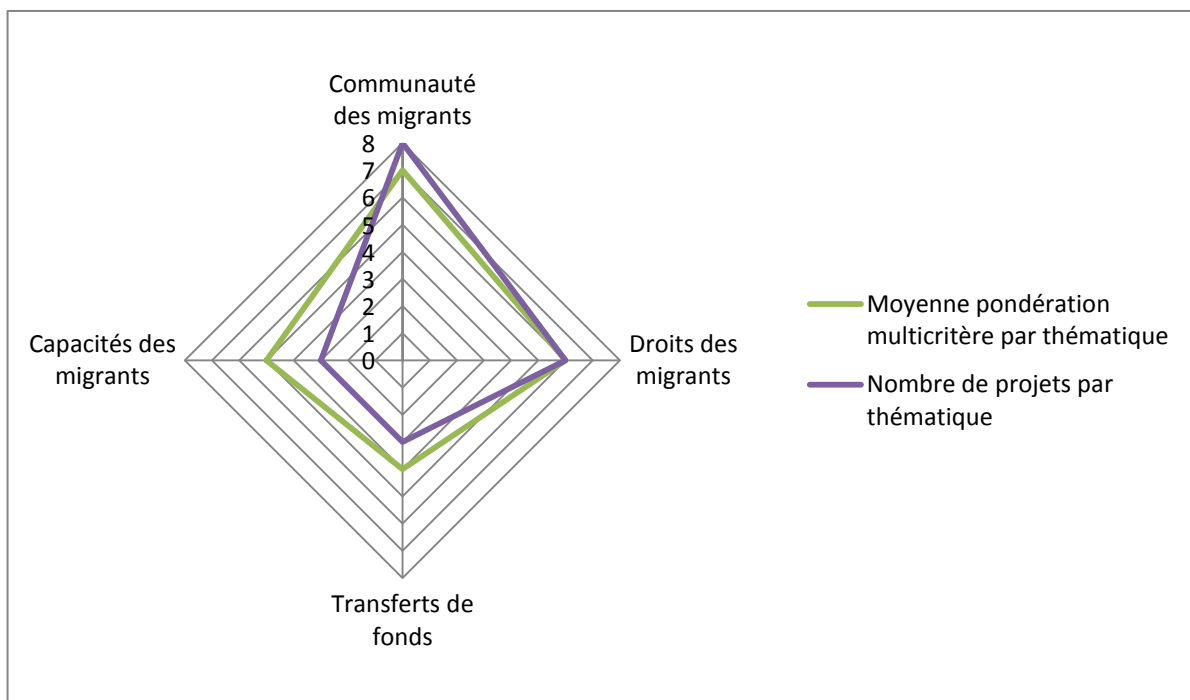 Communauté
des migrants
8
7
6
5
4
3
2
1
0
Capacités des
migrants
Droits des
migrants
Transferts de
fonds
Moyenne pondération
multicritère par thématique
Nombre de projets par
thématique